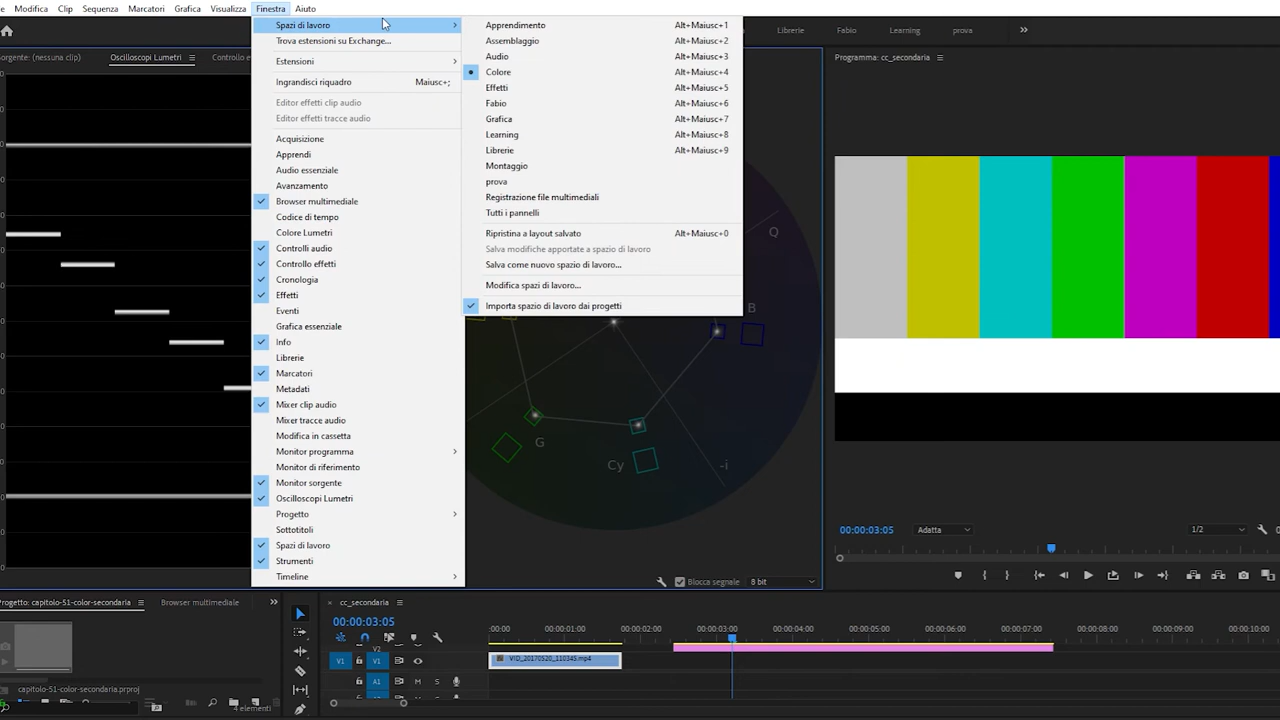 Modifica Clip Sequenza Marcatori Grafica Visualizza Finestra Aiuto
Librerie Fabio Learning prova
(nessuna clip) Oscilloscopi Lumetri
Programma: cc_secondaria
Spazi di lavoro
Trova estensioni su Exchange...
Estensioni
Ingrandisci riquadro Maiusc+;
Editor effetti clip audio
Editor effetti tracce audio
Acquisizione
Apprendi
Audio essenziale
Avanzamento
Browser multimediale
Codice di tempo
Colore Lumetri
Controlli audio
Controllo effetti
Cronologia
Effetti
Eventi
Grafica essenziale
Info
Librerie
Marcatori
Metadati
Mixer clip audio
Mixer tracce audio
Modifica in cassetta
Monitor programma
Monitor di riferimento
Monitor sorgente
Oscilloscopi Lumetri
Progetto
Sottotitoli
Spazi di lavoro
Strumenti
Timeline
Apprendimento Alt+Maiusc+1
Assemblaggio Alt+Maiusc+2
Audio Alt+Maiusc+3
Colore Alt+Maiusc+4
Effetti Alt+Maiusc+5
Fabio Alt+Maiusc+6
Grafica Alt+Maiusc+7
Learning Alt+Maiusc+8
Librerie Alt+Maiusc+9
Montaggio
prova
Registrazione file multimediali
Tutti i pannelli
Ripristina a layout salvato Alt+Maiusc+0
Salva modifiche apportate a spazio di lavoro
Salva come nuovo spazio di lavoro...
Modifica spazi di lavoro...
Importa spazio di lavoro dai progetti
Q
B
G
Cy
-i
Blocca segnale 8 bit
00:00:03:05 Adatta 1/2
Progetto: capitolo-51-color-secondaria Browser multimediale
capitolo-51-color-secondaria.prproj
4 elementi
cc_secondaria
00:00:03:05
:00:00 00:00:01:00 00:00:02:00 00:00:03:00 00:00:04:00 00:00:05:00 00:00:06:00 00:00:07:00 00:00:08:00 00:00:09:00 00:00:10:00
V2
V1 V1 VID_20170520_110345.mp4
A1 M S